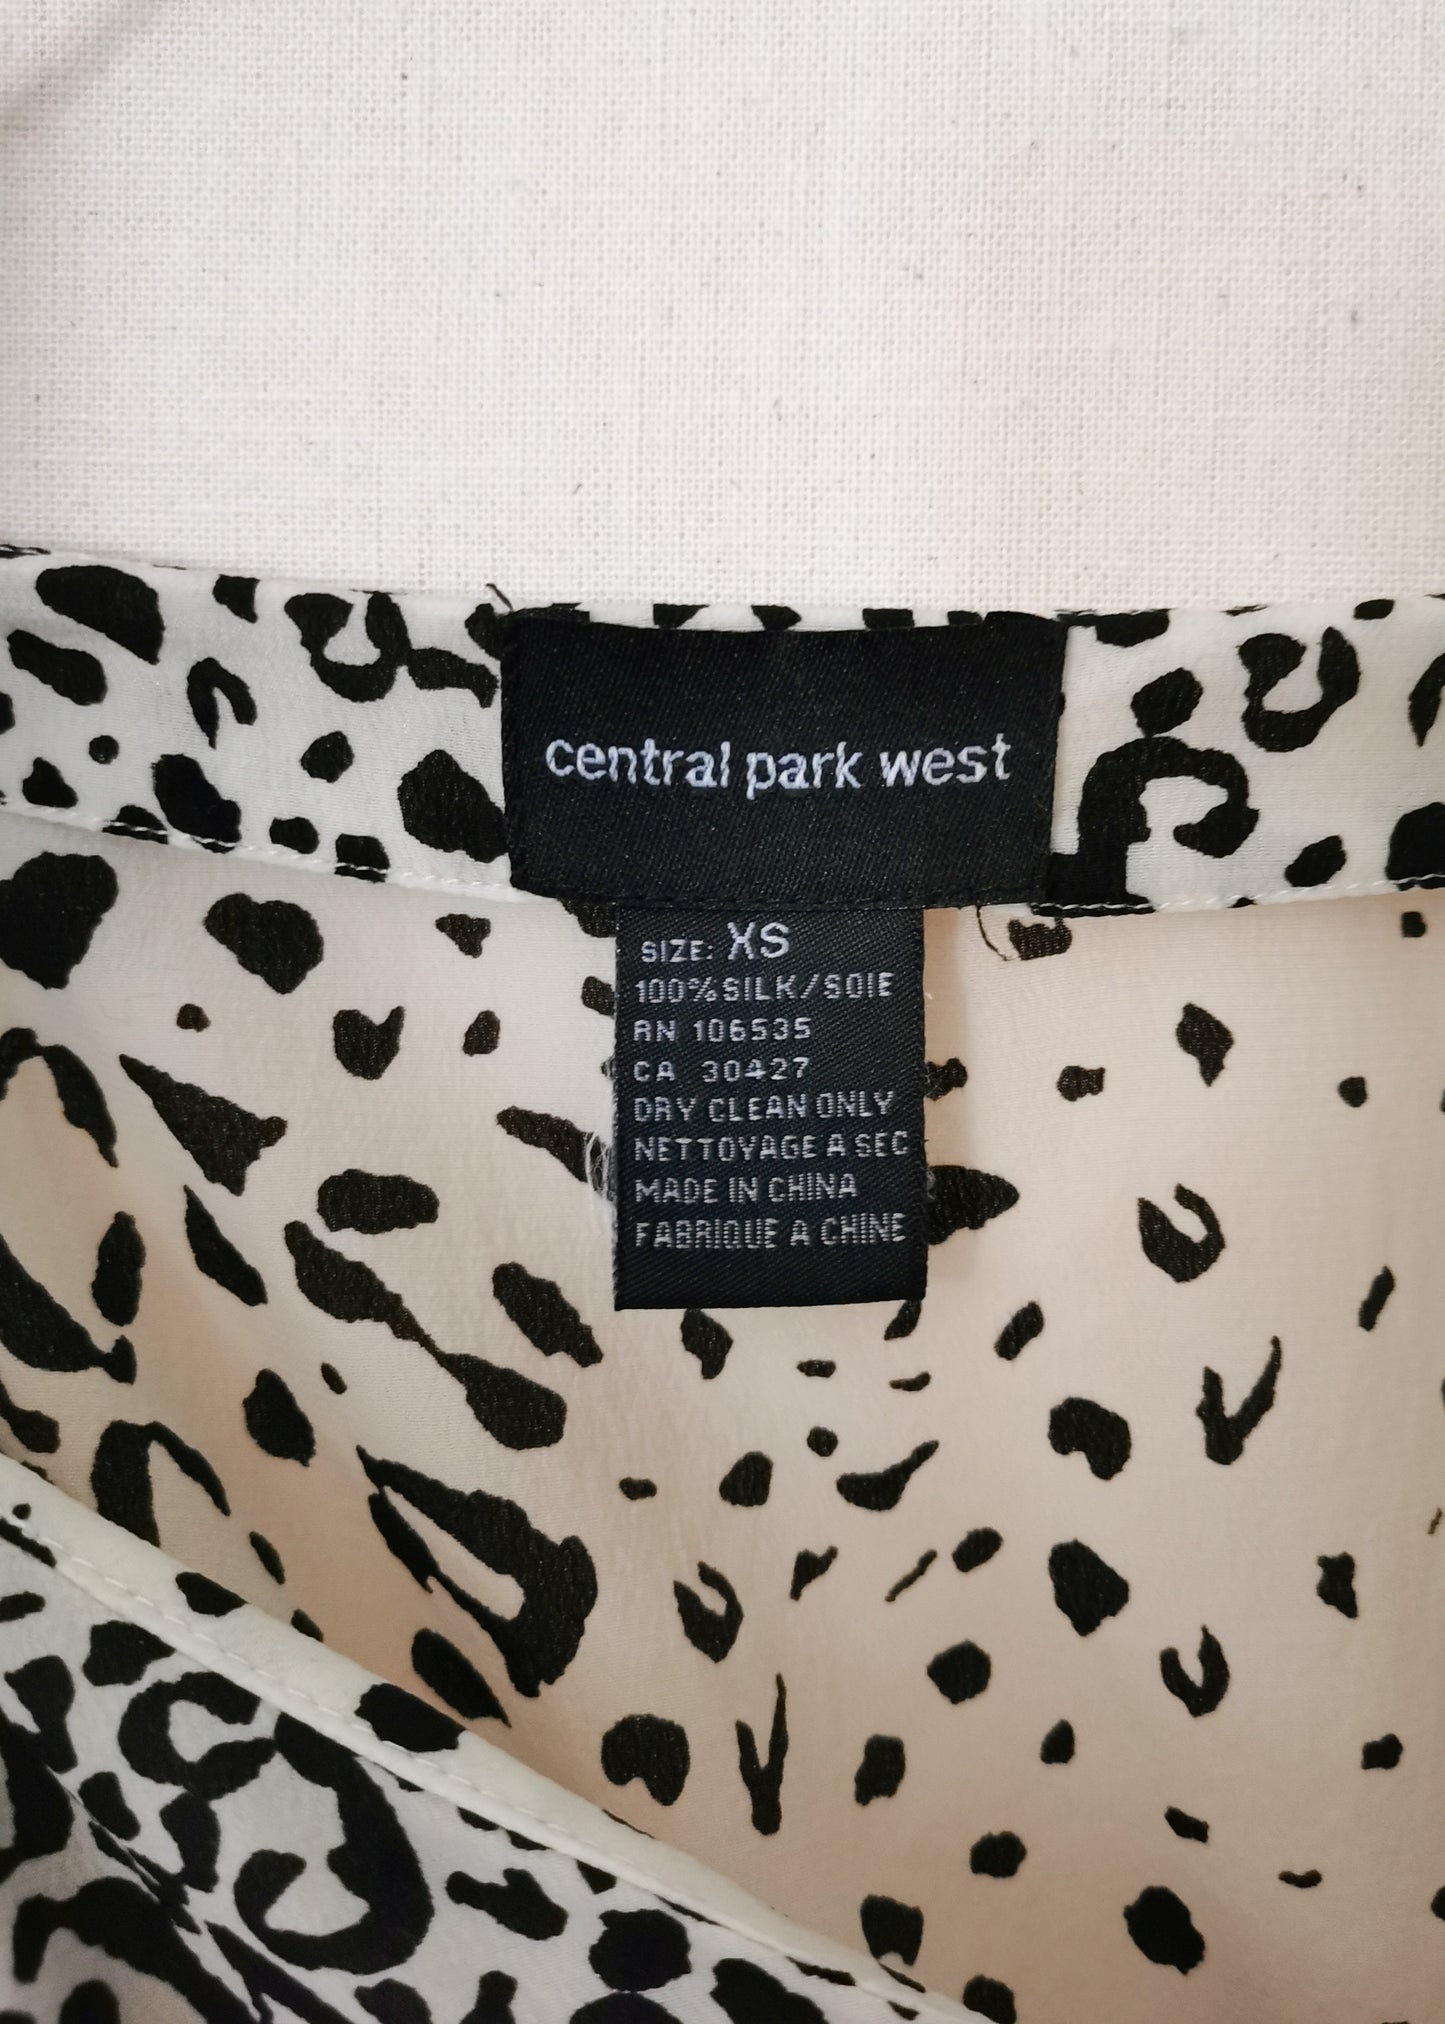 central park west
SIZE: XS
100%SILK/SOIE
RN 106535
CA 30427
DRY CLEAN ONLY
NETTOYAGE A SEC
MADE IN CHINA
FABRIQUE A CHINE